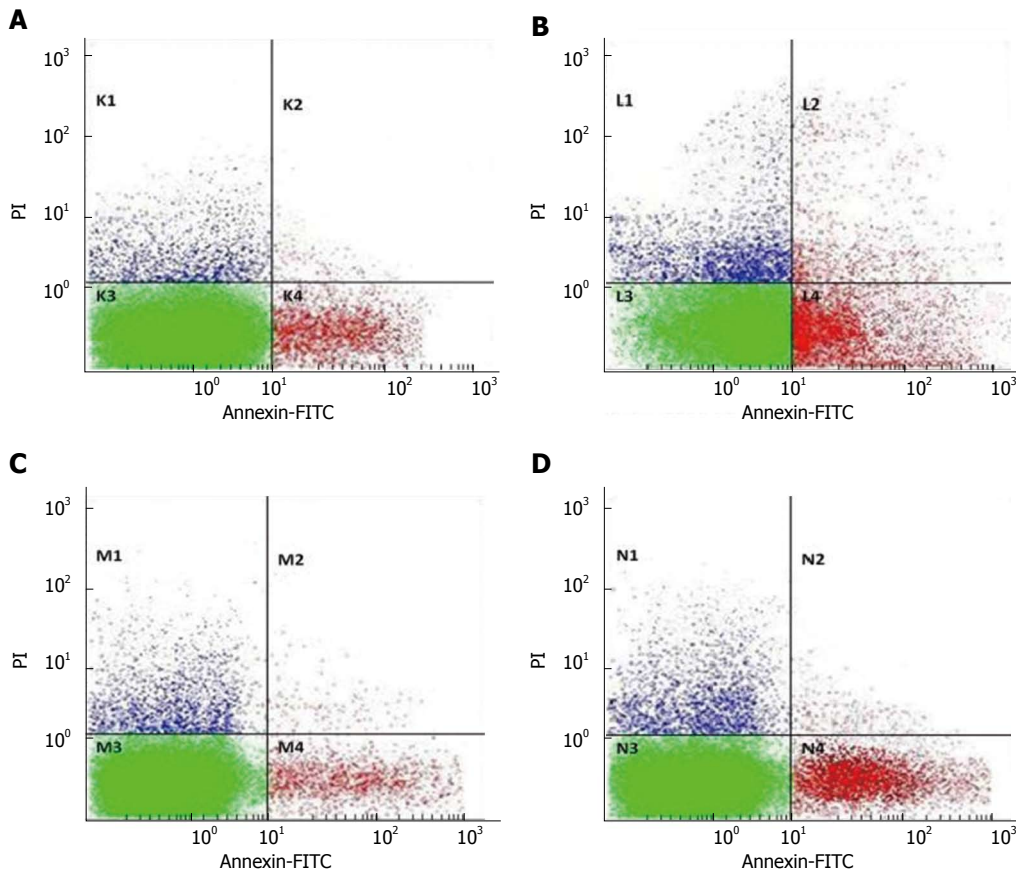 A
10³
K1
K2
10²
PI
10¹
10⁰
K3
K4
10⁰ 10¹ 10² 10³
Annexin-FITC
B
10³
L1
L2
10²
PI
10¹
10⁰
L3
L4
10⁰ 10¹ 10² 10³
Annexin-FITC
C
10³
M1
M2
10²
PI
10¹
10⁰
M3
M4
10⁰ 10¹ 10² 10³
Annexin-FITC
D
10³
N1
N2
10²
PI
10¹
10⁰
N3
N4
10⁰ 10¹ 10² 10³
Annexin-FITC